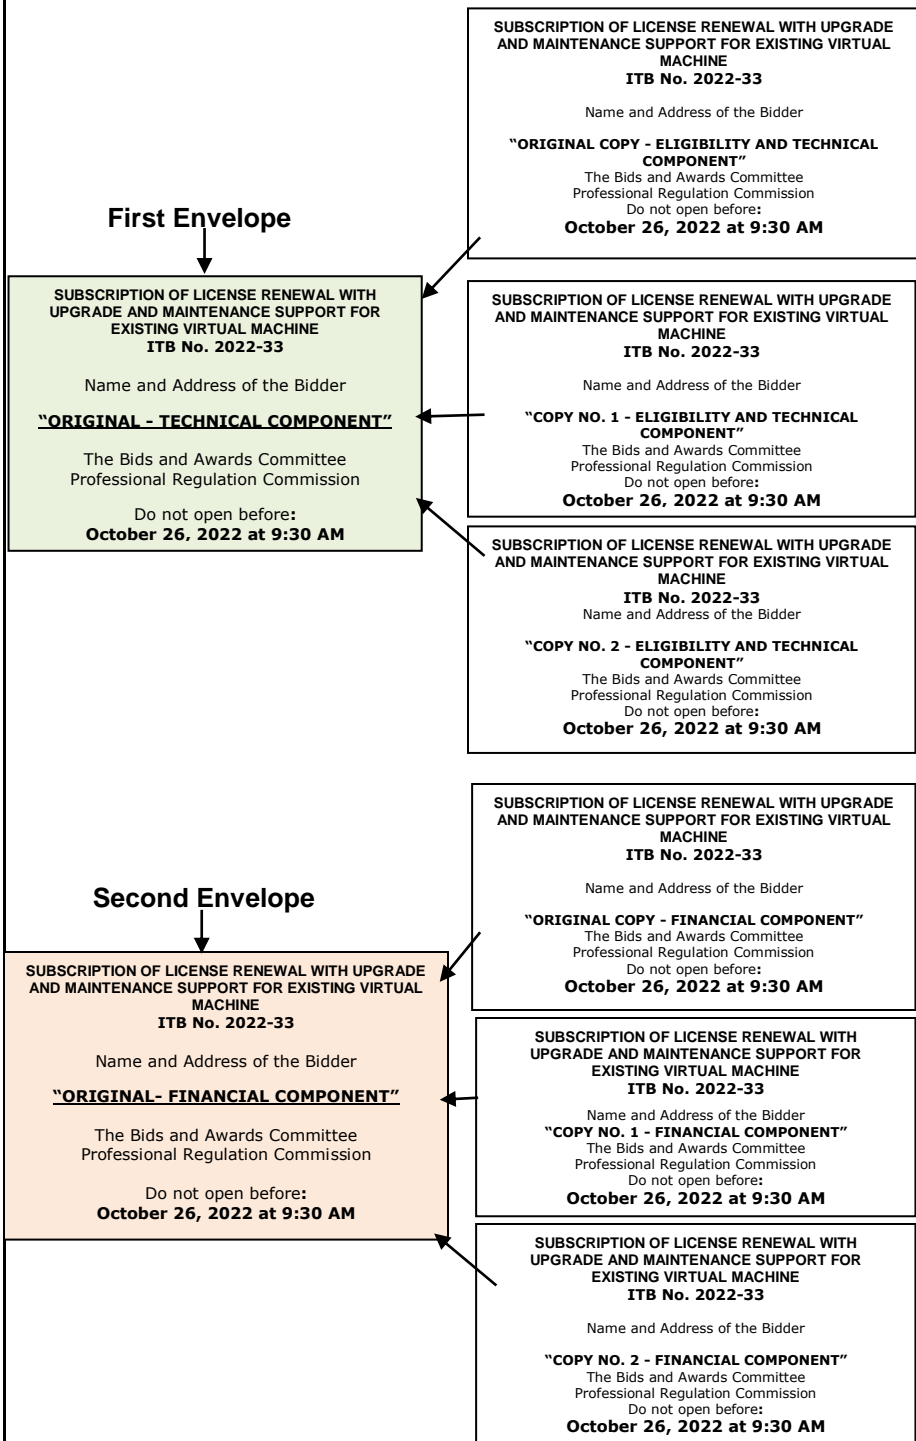 First Envelope
SUBSCRIPTION OF LICENSE RENEWAL WITH
UPGRADE AND MAINTENANCE SUPPORT FOR
EXISTING VIRTUAL MACHINE
ITB No. 2022-33
Name and Address of the Bidder
“ORIGINAL - TECHNICAL COMPONENT”
The Bids and Awards Committee
Professional Regulation Commission
Do not open before:
October 26, 2022 at 9:30 AM
SUBSCRIPTION OF LICENSE RENEWAL WITH UPGRADE
AND MAINTENANCE SUPPORT FOR EXISTING VIRTUAL
MACHINE
ITB No. 2022-33
Name and Address of the Bidder
“ORIGINAL COPY - ELIGIBILITY AND TECHNICAL
COMPONENT”
The Bids and Awards Committee
Professional Regulation Commission
Do not open before:
October 26, 2022 at 9:30 AM
SUBSCRIPTION OF LICENSE RENEWAL WITH UPGRADE
AND MAINTENANCE SUPPORT FOR EXISTING VIRTUAL
MACHINE
ITB No. 2022-33
Name and Address of the Bidder
“COPY NO. 1 - ELIGIBILITY AND TECHNICAL
COMPONENT”
The Bids and Awards Committee
Professional Regulation Commission
Do not open before:
October 26, 2022 at 9:30 AM
SUBSCRIPTION OF LICENSE RENEWAL WITH UPGRADE
AND MAINTENANCE SUPPORT FOR EXISTING VIRTUAL
MACHINE
ITB No. 2022-33
Name and Address of the Bidder
“COPY NO. 2 - ELIGIBILITY AND TECHNICAL
COMPONENT”
The Bids and Awards Committee
Professional Regulation Commission
Do not open before:
October 26, 2022 at 9:30 AM
Second Envelope
SUBSCRIPTION OF LICENSE RENEWAL WITH UPGRADE
AND MAINTENANCE SUPPORT FOR EXISTING VIRTUAL
MACHINE
ITB No. 2022-33
Name and Address of the Bidder
“ORIGINAL- FINANCIAL COMPONENT”
The Bids and Awards Committee
Professional Regulation Commission
Do not open before:
October 26, 2022 at 9:30 AM
SUBSCRIPTION OF LICENSE RENEWAL WITH UPGRADE
AND MAINTENANCE SUPPORT FOR EXISTING VIRTUAL
MACHINE
ITB No. 2022-33
Name and Address of the Bidder
“ORIGINAL COPY - FINANCIAL COMPONENT”
The Bids and Awards Committee
Professional Regulation Commission
Do not open before:
October 26, 2022 at 9:30 AM
SUBSCRIPTION OF LICENSE RENEWAL WITH
UPGRADE AND MAINTENANCE SUPPORT FOR
EXISTING VIRTUAL MACHINE
ITB No. 2022-33
Name and Address of the Bidder
“COPY NO. 1 - FINANCIAL COMPONENT”
The Bids and Awards Committee
Professional Regulation Commission
Do not open before:
October 26, 2022 at 9:30 AM
SUBSCRIPTION OF LICENSE RENEWAL WITH
UPGRADE AND MAINTENANCE SUPPORT FOR
EXISTING VIRTUAL MACHINE
ITB No. 2022-33
Name and Address of the Bidder
“COPY NO. 2 - FINANCIAL COMPONENT”
The Bids and Awards Committee
Professional Regulation Commission
Do not open before:
October 26, 2022 at 9:30 AM